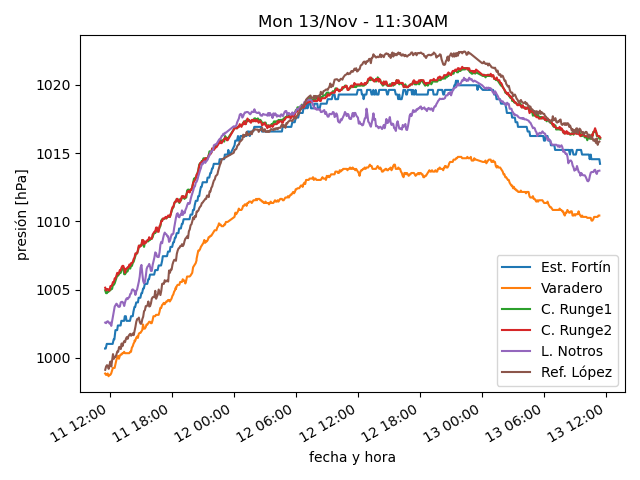 Mon 13/Nov - 11:30AM
presión [hPa]
1020
1015
1010
1005
1000
Est. Fortín
Varadero
C. Runge1
C. Runge2
L. Notros
Ref. López
11 12:00
11 18:00
12 00:00
12 06:00
12 12:00
12 18:00
13 00:00
13 06:00
13 12:00
fecha y hora